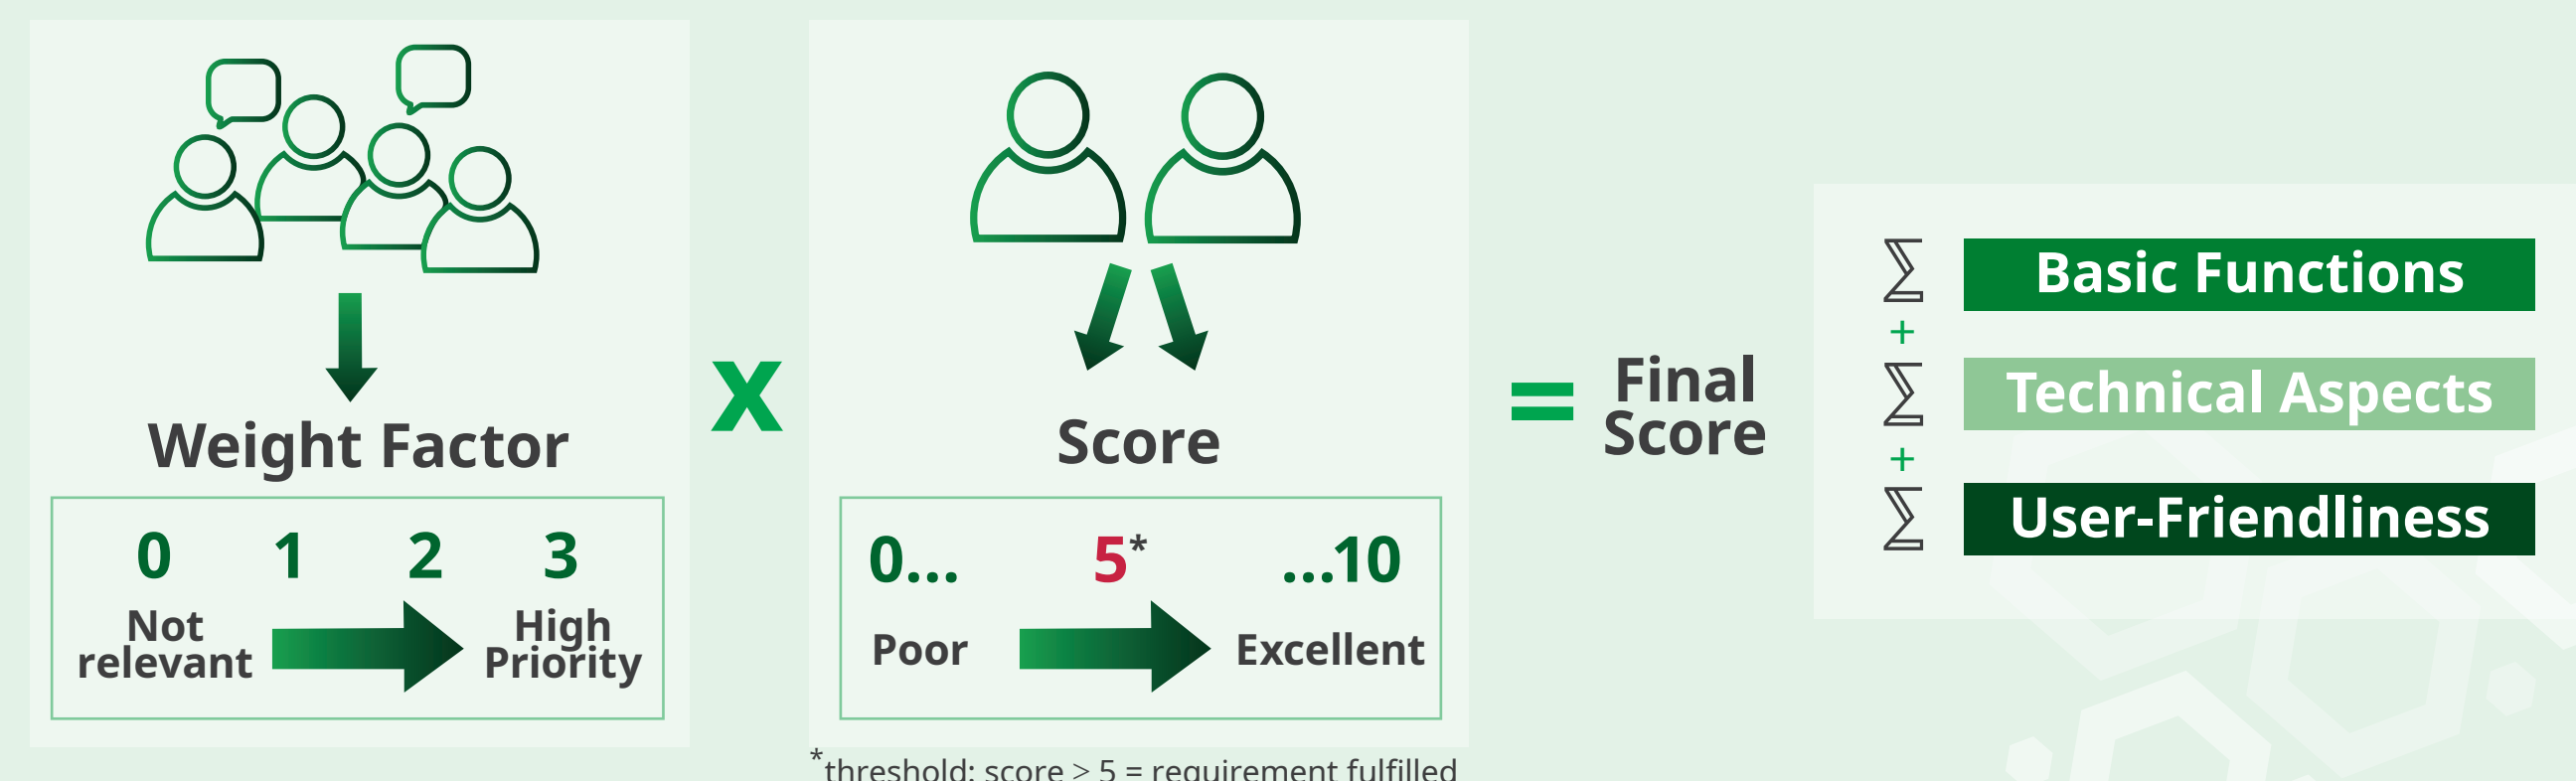 Weight Factor
0 1 2 3
Not
relevant
High
Priority
x
Score
0... 5* ...10
Poor Excellent
*threshold: score > 5 = requirement fulfilled
=
Final
Score
∑ Basic Functions
+
∑ Technical Aspects
+
∑ User-Friendliness